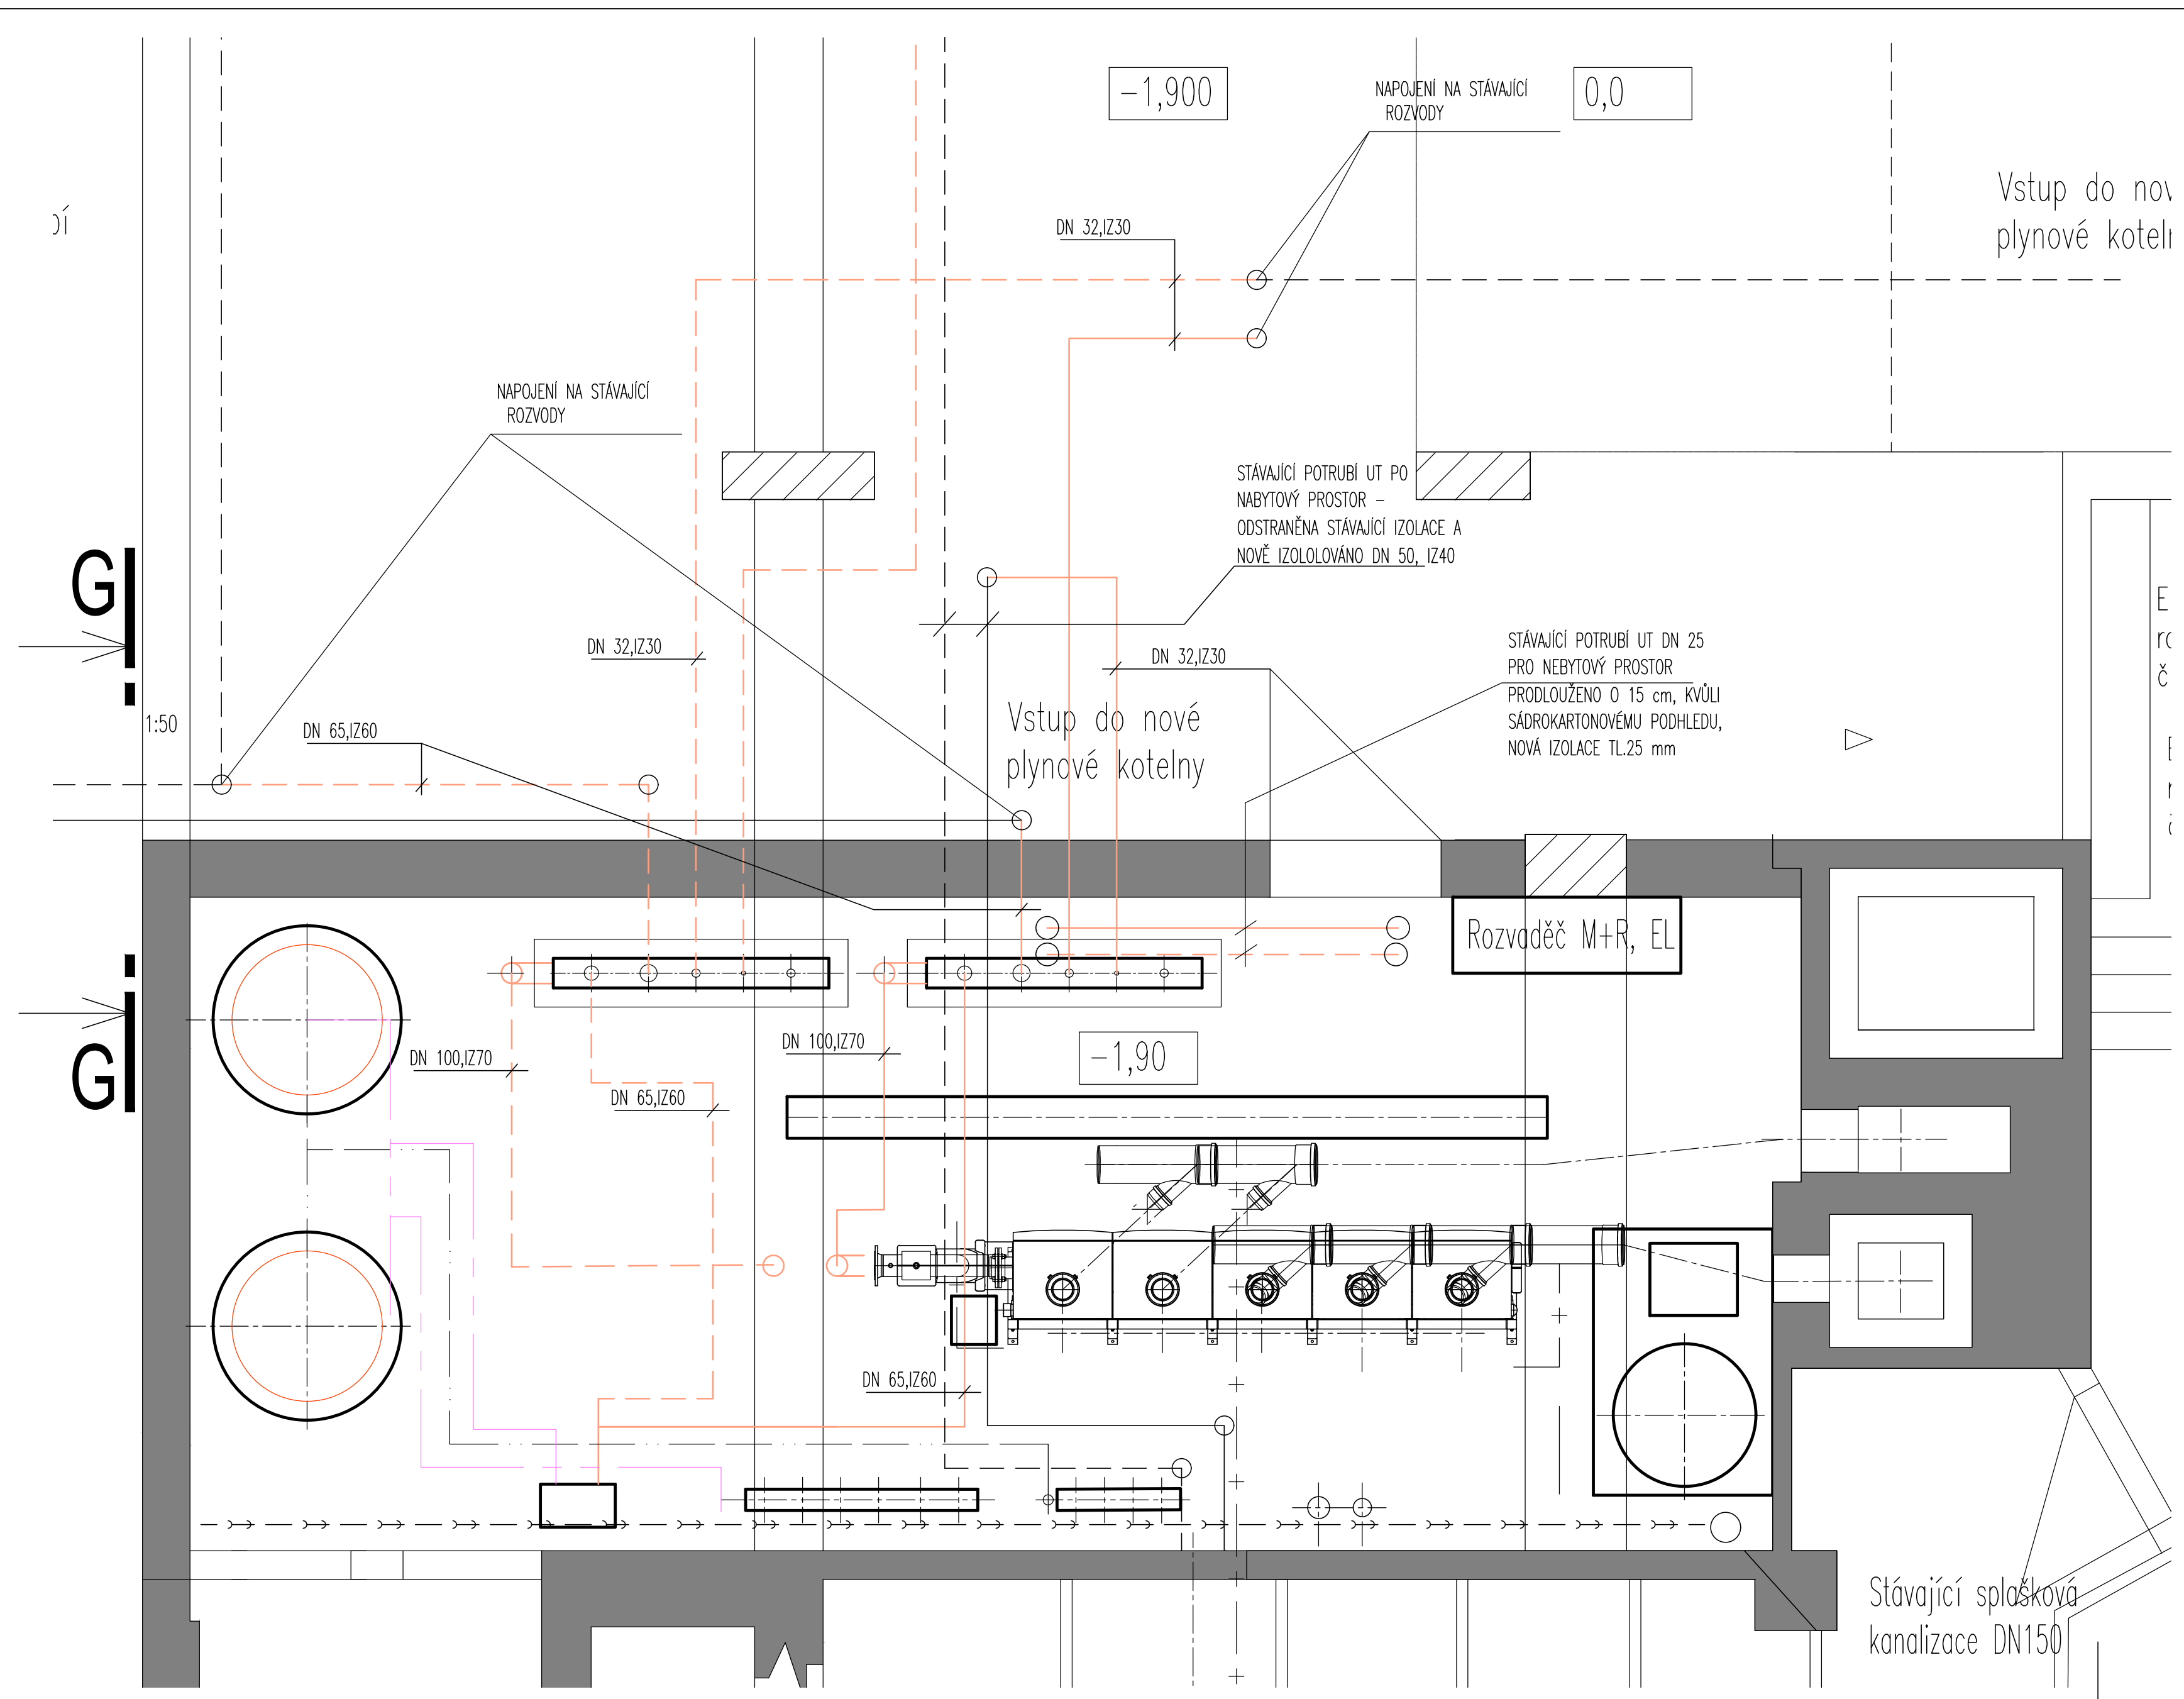 -1,900
NAPOJENÍ NA STÁVAJÍCÍ
ROZVODY
0,0
Vstup do
plynové
DN 32,IZ30
NAPOJENÍ NA STÁVAJÍCÍ
ROZVODY
STÁVAJÍCÍ POTRUBÍ UT PO
NABYTOVÝ PROSTOR –
ODSTRANĚNA STÁVAJÍCÍ IZOLACE A
NOVĚ IZOLOLOVÁNO DN 50, IZ40
G
DN 32,IZ30
DN 32,IZ30
STÁVAJÍCÍ POTRUBÍ UT DN 25
PRO NEBYTOVÝ PROSTOR
PRODLOUŽENO O 15 cm, KVŮLI
SÁDROKARTONOVÉMU PODHLEDU,
NOVÁ IZOLACE TL.25 mm
1:50
DN 65,IZ60
Vstup do nové
plynové kotelny
Rozvaděč M+R, EL
G
DN 100,IZ70
DN 100,IZ70
-1,90
DN 65,IZ60
DN 65,IZ60
Stávající splašková
kanalizace DN150